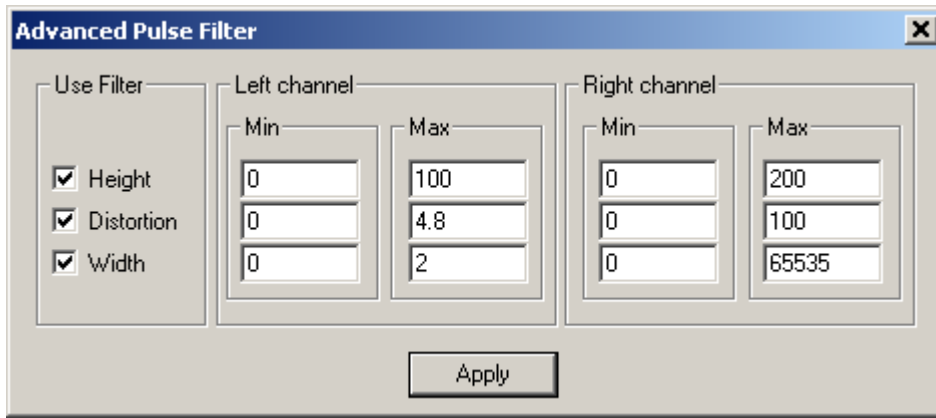 Advanced Pulse Filter
Use Filter Left channel Right channel
Min Max Min Max
Height 0 100 0 200
Distortion 0 4.8 0 100
Width 0 2 0 65535
Apply